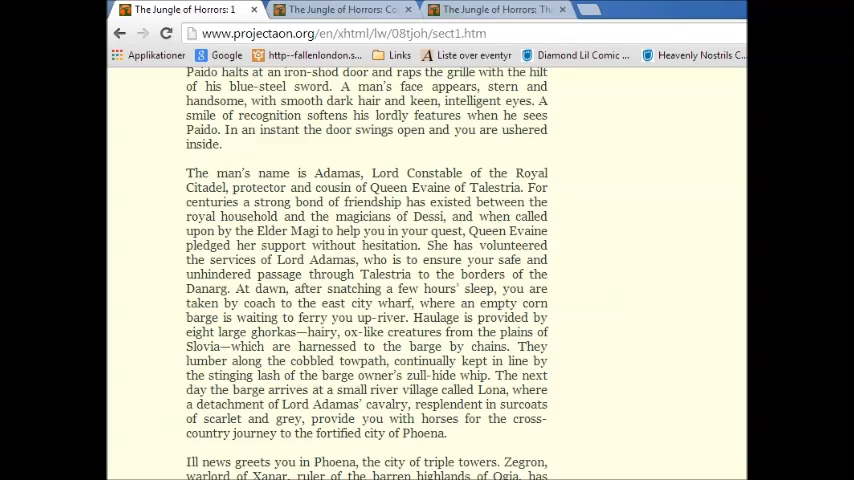 The Jungle of Horrors: 1
The Jungle of Horrors: Co
The Jungle of Horrors: Th
www.projectaon.org/en/xhtml/lw/08tjoh/sect1.htm
Applikationer
Google
http--fallenlondon.s...
Links
Liste over eventyr
Diamond Lil Comic ...
Heavenly Nostrils C
Paido halts at an iron-shod door and raps the grille with the hilt
of his blue-steel sword. A man's face appears, stern and
handsome, with smooth dark hair and keen, intelligent eyes. A
smile of recognition softens his lordly features when he sees
Paido. In an instant the door swings open and you are ushered
inside.
The man's name is Adamas, Lord Constable of the Royal
Citadel, protector and cousin of Queen Evaine of Talestria. For
centuries a strong bond of friendship has existed between the
royal household and the magicians of Dessi, and when called
upon by the Elder Magi to help you in your quest, Queen Evaine
pledged her support without hesitation. She has volunteered
the services of Lord Adamas, who is to ensure your safe and
unhindered passage through Talestria to the borders of the
Danarg. At dawn, after snatching a few hours' sleep, you are
taken by coach to the east city wharf, where an empty corn
barge is waiting to ferry you up-river. Haulage is provided by
eight large ghorkas—hairy, ox-like creatures from the plains of
Slovia—which are harnessed to the barge by chains. They
lumber along the cobbled towpath, continually kept in line by
the stinging lash of the barge owner's zull-hide whip. The next
day the barge arrives at a small river village called Lona, where
a detachment of Lord Adamas' cavalry, resplendent in surcoats
of scarlet and grey, provide you with horses for the cross-
country journey to the fortified city of Phoena.
Ill news greets you in Phoena, the city of triple towers. Zegron,
warlord of Xanar, ruler of the barren highlands of Ogia, has